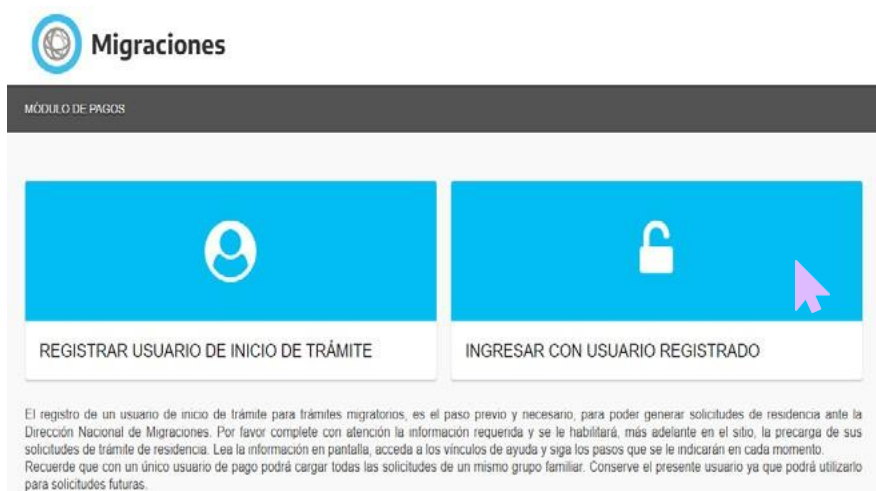 Migraciones
MÓDULO DE PAGOS
REGISTRAR USUARIO DE INICIO DE TRÁMITE
INGRESAR CON USUARIO REGISTRADO
El registro de un usuario de inicio de trámite para trámites migratorios, es el paso previo y necesario, para poder generar solicitudes de residencia ante la
Dirección Nacional de Migraciones. Por favor complete con atención la información requerida y se le habilitará, más adelante en el sitio, la precarga de sus
solicitudes de trámite de residencia. Lea la información en pantalla, acceda a los vínculos de ayuda y siga los pasos que se le indicarán en cada momento.
Recuerde que con un único usuario de pago podrá cargar todas las solicitudes de un mismo grupo familiar. Conserve el presente usuario ya que podrá utilizarlo
para solicitudes futuras.